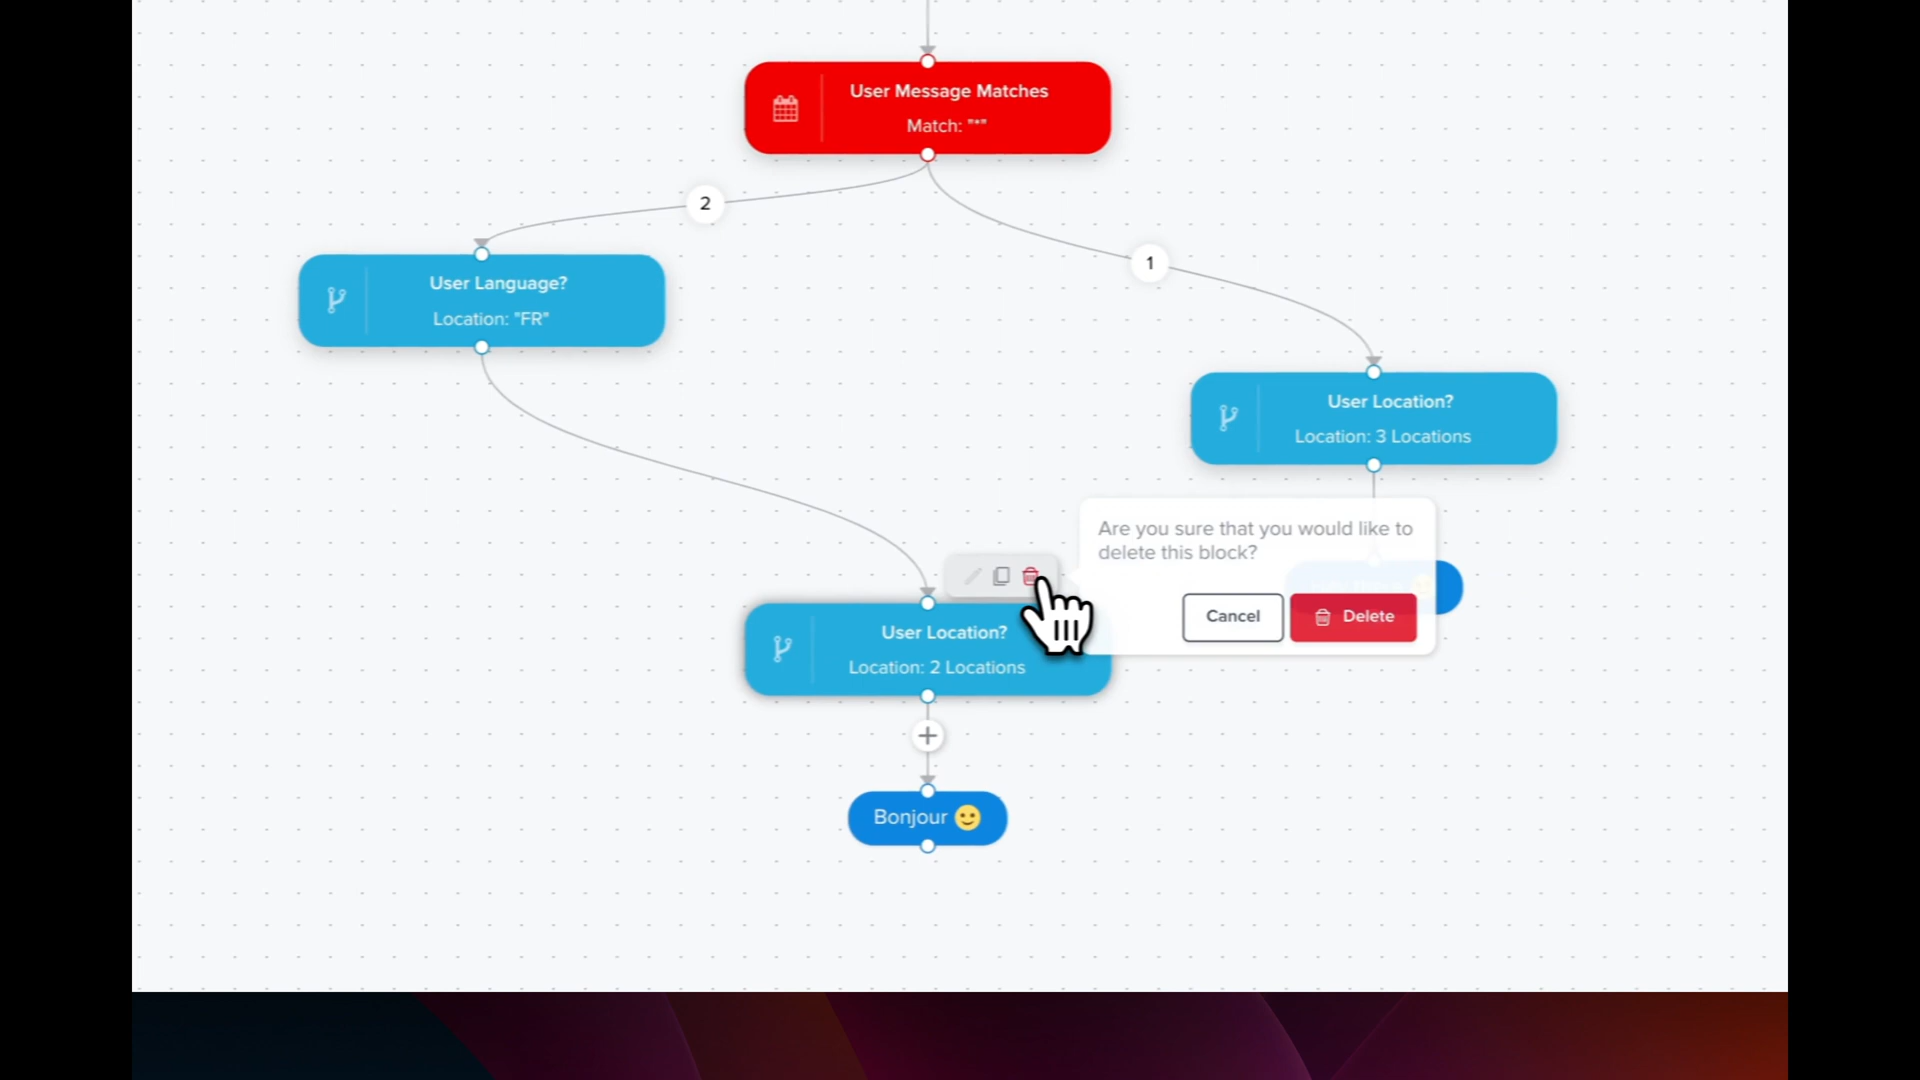 User Message Matches
Match: "*"
2
1
User Language?
Location: "FR"
User Location?
Location: 3 Locations
Are you sure that you would like to
delete this block?
Cancel
Delete
User Location?
Location: 2 Locations
Bonjour 🙂